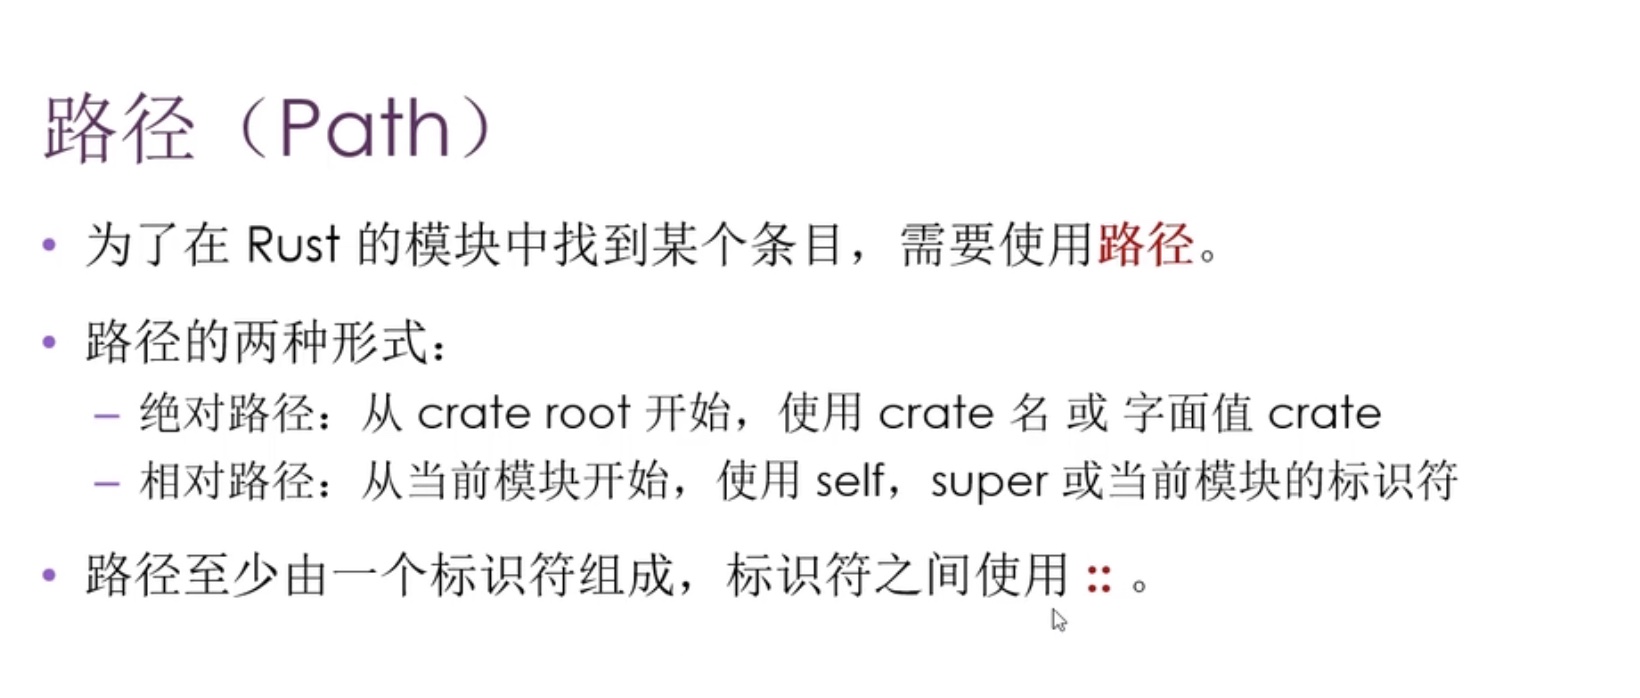 路径（Path）
• 为了在 Rust 的模块中找到某个条目，需要使用路径。
• 路径的两种形式：
– 绝对路径：从 crate root 开始，使用 crate 名 或 字面值 crate
– 相对路径：从当前模块开始，使用 self，super 或当前模块的标识符
• 路径至少由一个标识符组成，标识符之间使用 :: 。